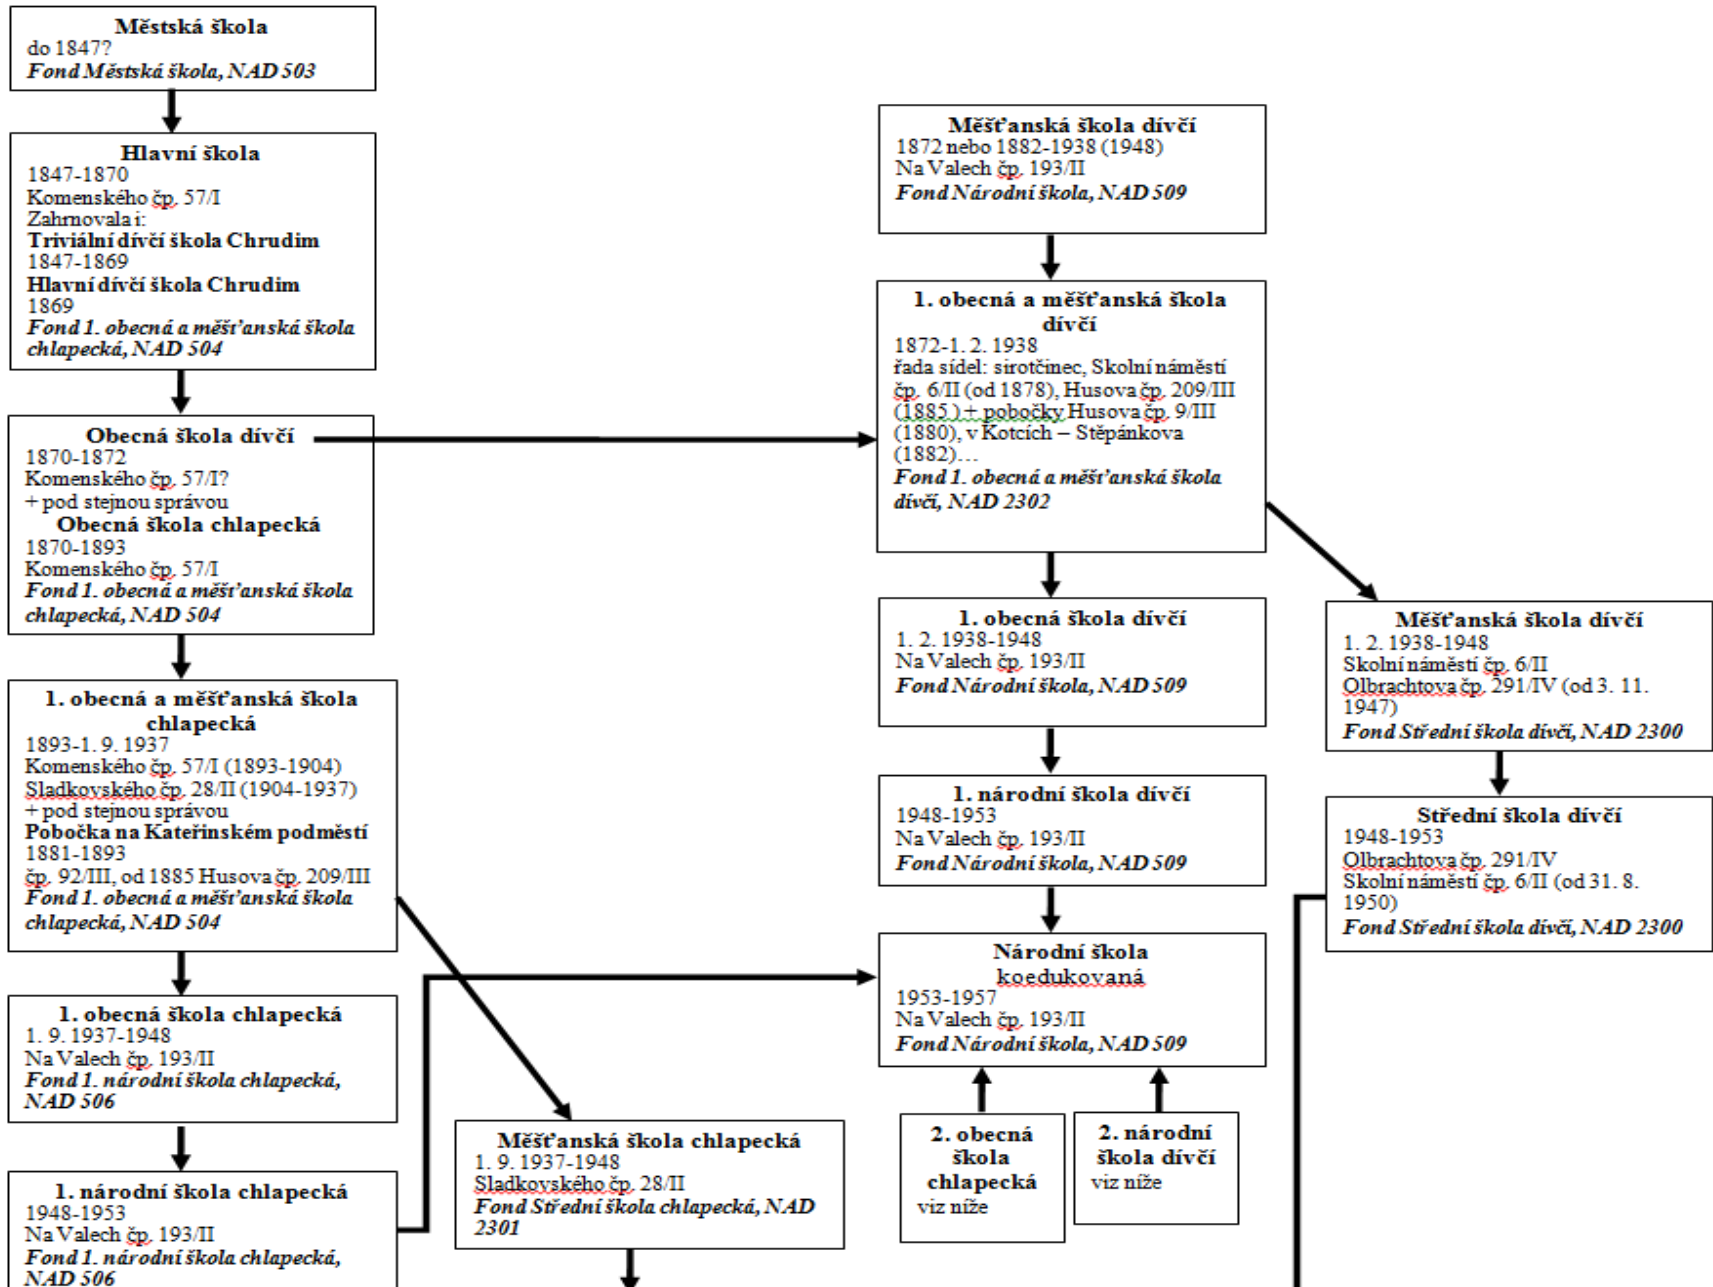 Městská škola
do 1847?
Fond Městská škola, NAD 503
Hlavní škola
1847-1870
Komenského čp. 57/I
Zahrnovala i:
Triviální dívčí škola Chrudim
1847-1869
Hlavní dívčí škola Chrudim
1869
Fond 1. obecná a měšťanská škola
chlapecká, NAD 504
Obecná škola dívčí
1870-1872
Komenského čp. 57/I?
+ pod stejnou správou
Obecná škola chlapecká
1870-1893
Komenského čp. 57/I
Fond 1. obecná a měšťanská škola
chlapecká, NAD 504
1. obecná a měšťanská škola
chlapecká
1893-1. 9. 1937
Komenského čp. 57/I (1893-1904)
Sladkovského čp. 28/II (1904-1937)
+ pod stejnou správou
Pobočka na Kateřinském podměstí
1881-1893
čp. 92/III, od 1885 Husova čp. 209/III
Fond 1. obecná a měšťanská škola
chlapecká, NAD 504
1. obecná škola chlapecká
1. 9. 1937-1948
Na Valech čp. 193/II
Fond 1. národní škola chlapecká,
NAD 506
1. národní škola chlapecká
1948-1953
Na Valech čp. 193/II
Fond 1. národní škola chlapecká,
NAD 506
Měšťanská škola chlapecká
1. 9. 1937-1948
Sladkovského čp. 28/II
Fond Střední škola chlapecká, NAD
2301
Měšťanská škola dívčí
1872 nebo 1882-1938 (1948)
Na Valech čp. 193/II
Fond Národní škola, NAD 509
1. obecná a měšťanská škola
dívčí
1872-1. 2. 1938
řada sídel: sirotčinec, Skolní náměstí
čp. 6/II (od 1878), Husova čp. 209/III
(1885 ) + pobočky Husova čp. 9/III
(1880), v Kotcích – Stěpánkova
(1882)…
Fond 1. obecná a měšťanská škola
dívčí, NAD 2302
1. obecná škola dívčí
1. 2. 1938-1948
Na Valech čp. 193/II
Fond Národní škola, NAD 509
1. národní škola dívčí
1948-1953
Na Valech čp. 193/II
Fond Národní škola, NAD 509
Národní škola
koedukovaná
1953-1957
Na Valech čp. 193/II
Fond Národní škola, NAD 509
2. obecná
škola
chlapecká
viz níže
2. národní
škola dívčí
viz níže
Měšťanská škola dívčí
1. 2. 1938-1948
Skolní náměstí čp. 6/II
Olbrachtova čp. 291/IV (od 3. 11.
1947)
Fond Střední škola dívčí, NAD 2300
Střední škola dívčí
1948-1953
Olbrachtova čp. 291/IV
Skolní náměstí čp. 6/II (od 31. 8.
1950)
Fond Střední škola dívčí, NAD 2300